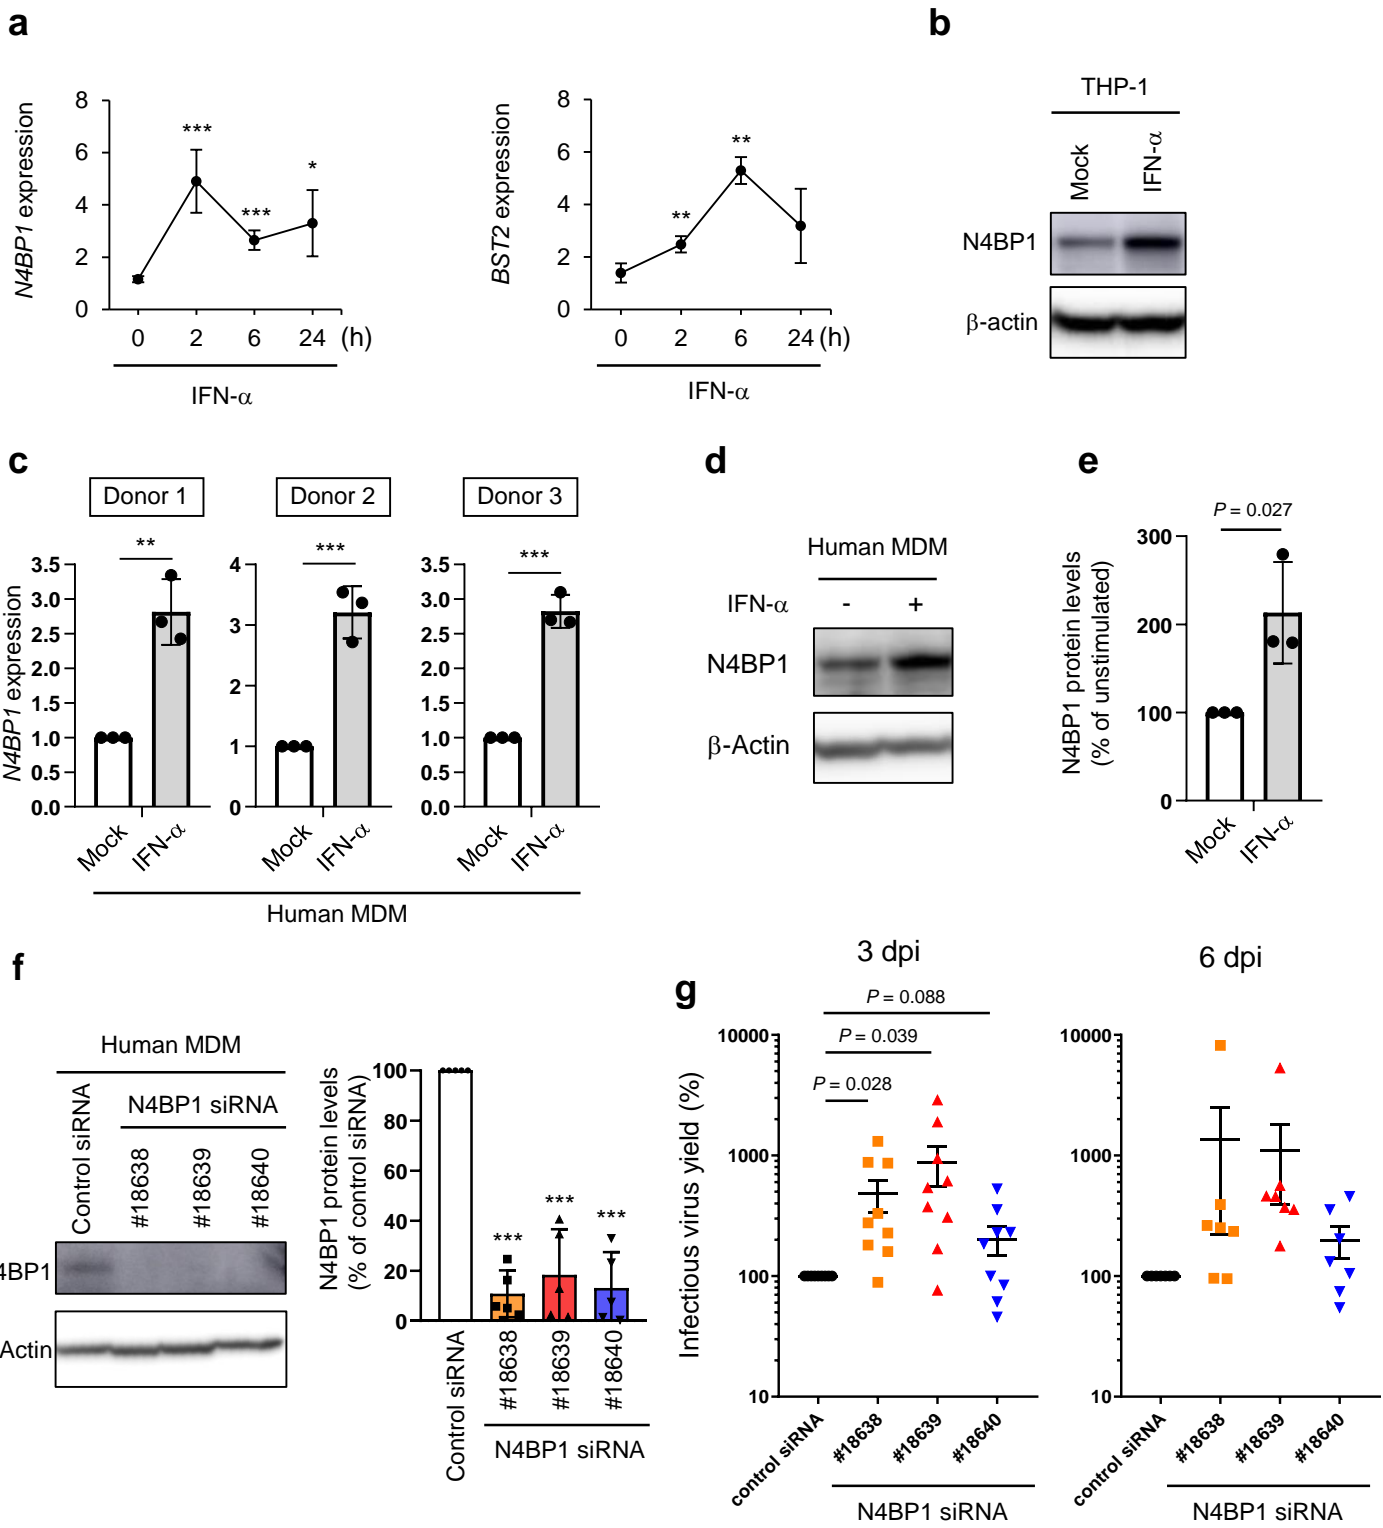 a
N4BP1 expression
8
6
4
2
0
***
***
*
0 2 6 24 (h)
IFN-α
BST2 expression
8
6
4
2
0
**
**
0 2 6 24 (h)
IFN-α
b
THP-1
Mock
IFN-α
N4BP1
β-actin
c
Donor 1
Donor 2
Donor 3
N4BP1 expression
3.5
3.0
2.5
2.0
1.5
1.0
0.5
0.0
**
Mock
IFN-α
4
3
2
1
0
***
Mock
IFN-α
3.5
3.0
2.5
2.0
1.5
1.0
0.5
0.0
***
Mock
IFN-α
Human MDM
d
Human MDM
IFN-α - +
N4BP1
β-Actin
e
P = 0.027
N4BP1 protein levels
(% of unstimulated)
300
200
100
0
Mock
IFN-α
f
Human MDM
Control siRNA
N4BP1 siRNA
#18638
#18639
#18640
4BP1
Actin
N4BP1 protein levels
(% of control siRNA)
100
80
60
40
20
0
***
***
***
Control siRNA
#18638
#18639
#18640
N4BP1 siRNA
g
3 dpi
P = 0.088
P = 0.039
P = 0.028
Infectious virus yield (%)
10000
1000
100
10
control siRNA
#18638
#18639
#18640
N4BP1 siRNA
6 dpi
10000
1000
100
10
control siRNA
#18638
#18639
#18640
N4BP1 siRNA